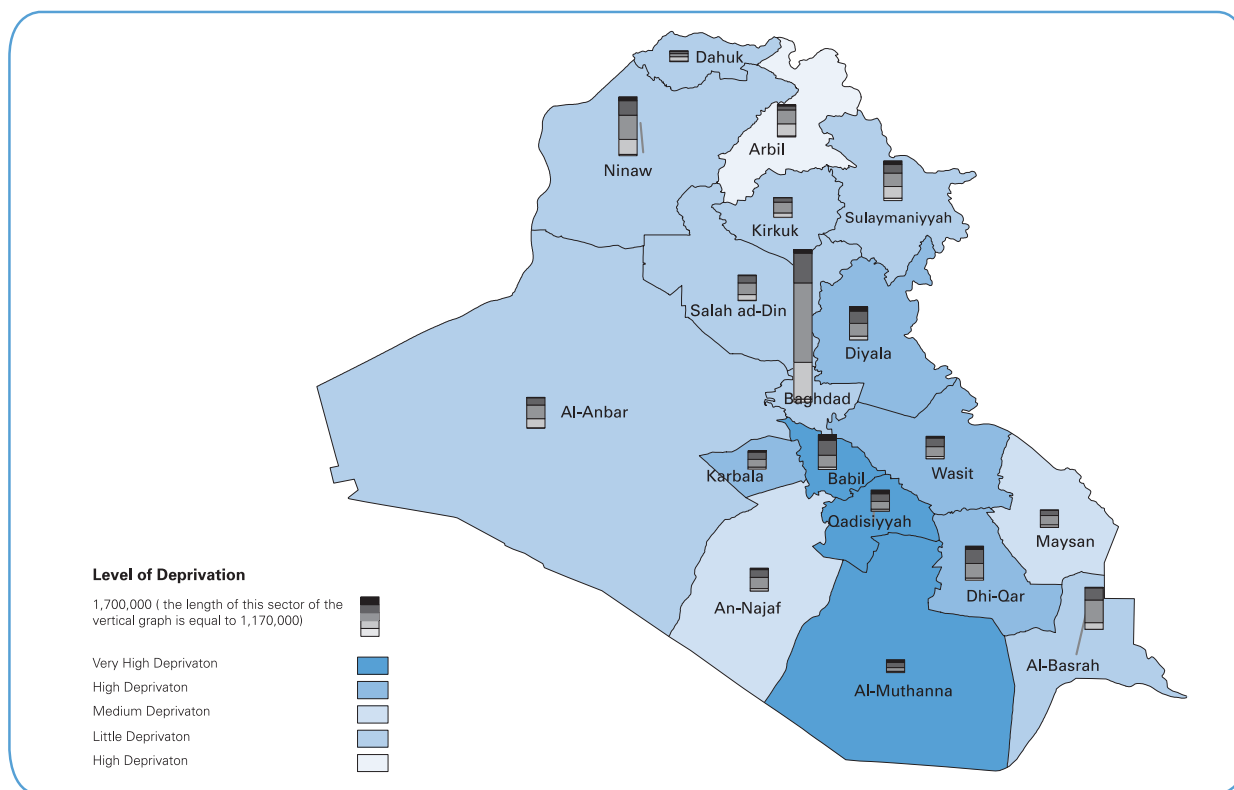 Dahuk
Arbil
Ninaw
Sulaymaniyyah
Kirkuk
Salah ad-Din
Diyala
Baghdad
Al-Anbar
Karbala
Babil
Wasit
Qadisiyyah
Maysan
An-Najaf
Dhi-Qar
Al-Basrah
Al-Muthanna
Level of Deprivation
1,700,000 ( the length of this sector of the
vertical graph is equal to 1,170,000)
Very High Deprivaton
High Deprivaton
Medium Deprivaton
Little Deprivaton
High Deprivaton